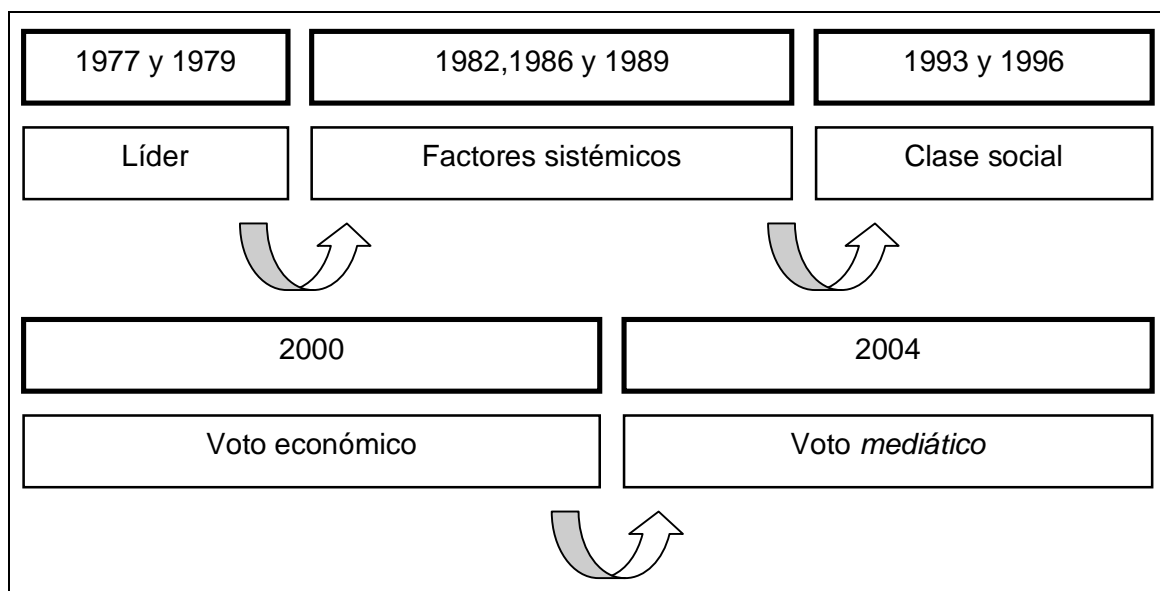 1977 y 1979
1982,1986 y 1989
1993 y 1996
Líder
Factores sistémicos
Clase social
2000
2004
Voto económico
Voto mediático